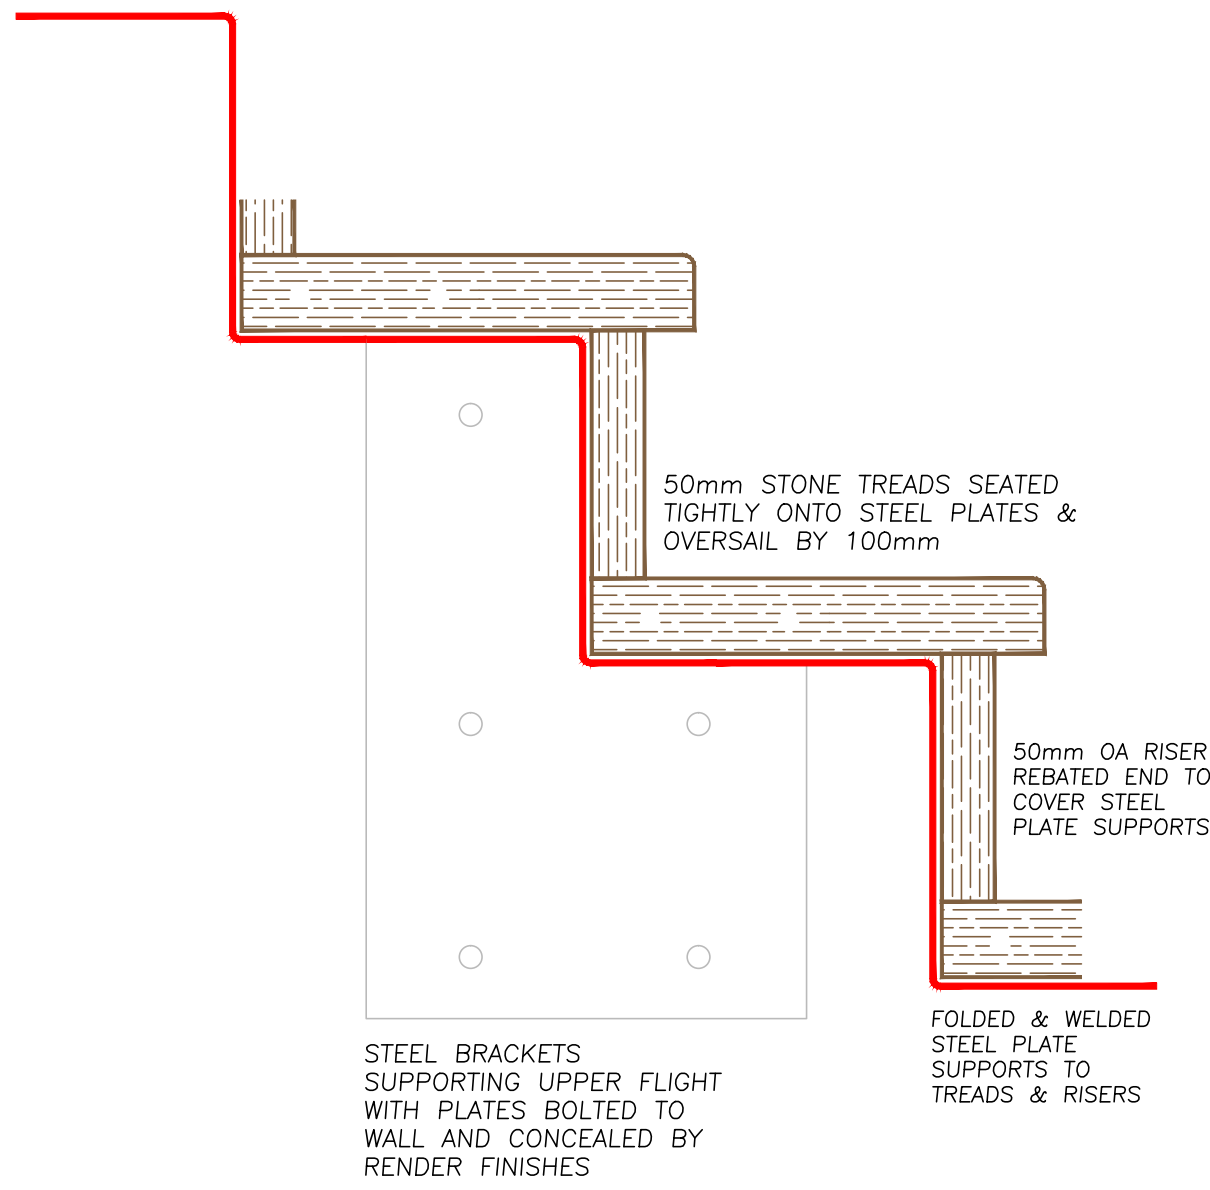 50mm STONE TREADS SEATED
TIGHTLY ONTO STEEL PLATES &
OVERSAIL BY 100mm
50mm OA RISER
REBATED END TO
COVER STEEL
PLATE SUPPORTS
FOLDED & WELDED
STEEL PLATE
SUPPORTS TO
TREADS & RISERS
STEEL BRACKETS
SUPPORTING UPPER FLIGHT
WITH PLATES BOLTED TO
WALL AND CONCEALED BY
RENDER FINISHES